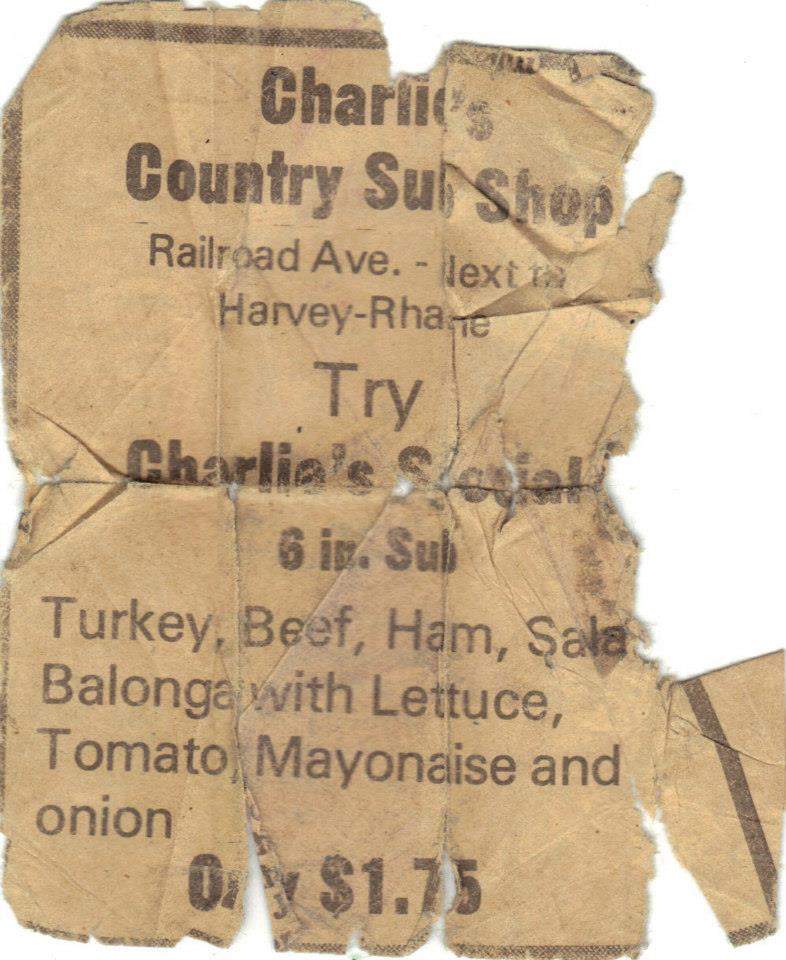 Charlie's
Country Sub Shop
Railroad Ave. - Next to
Harvey-Rhane
Try
Charlie's Special
6 in. Sub
Turkey, Beef, Ham, Sala
Balonga with Lettuce,
Tomato, Mayonaise and
onion
Only $1.75